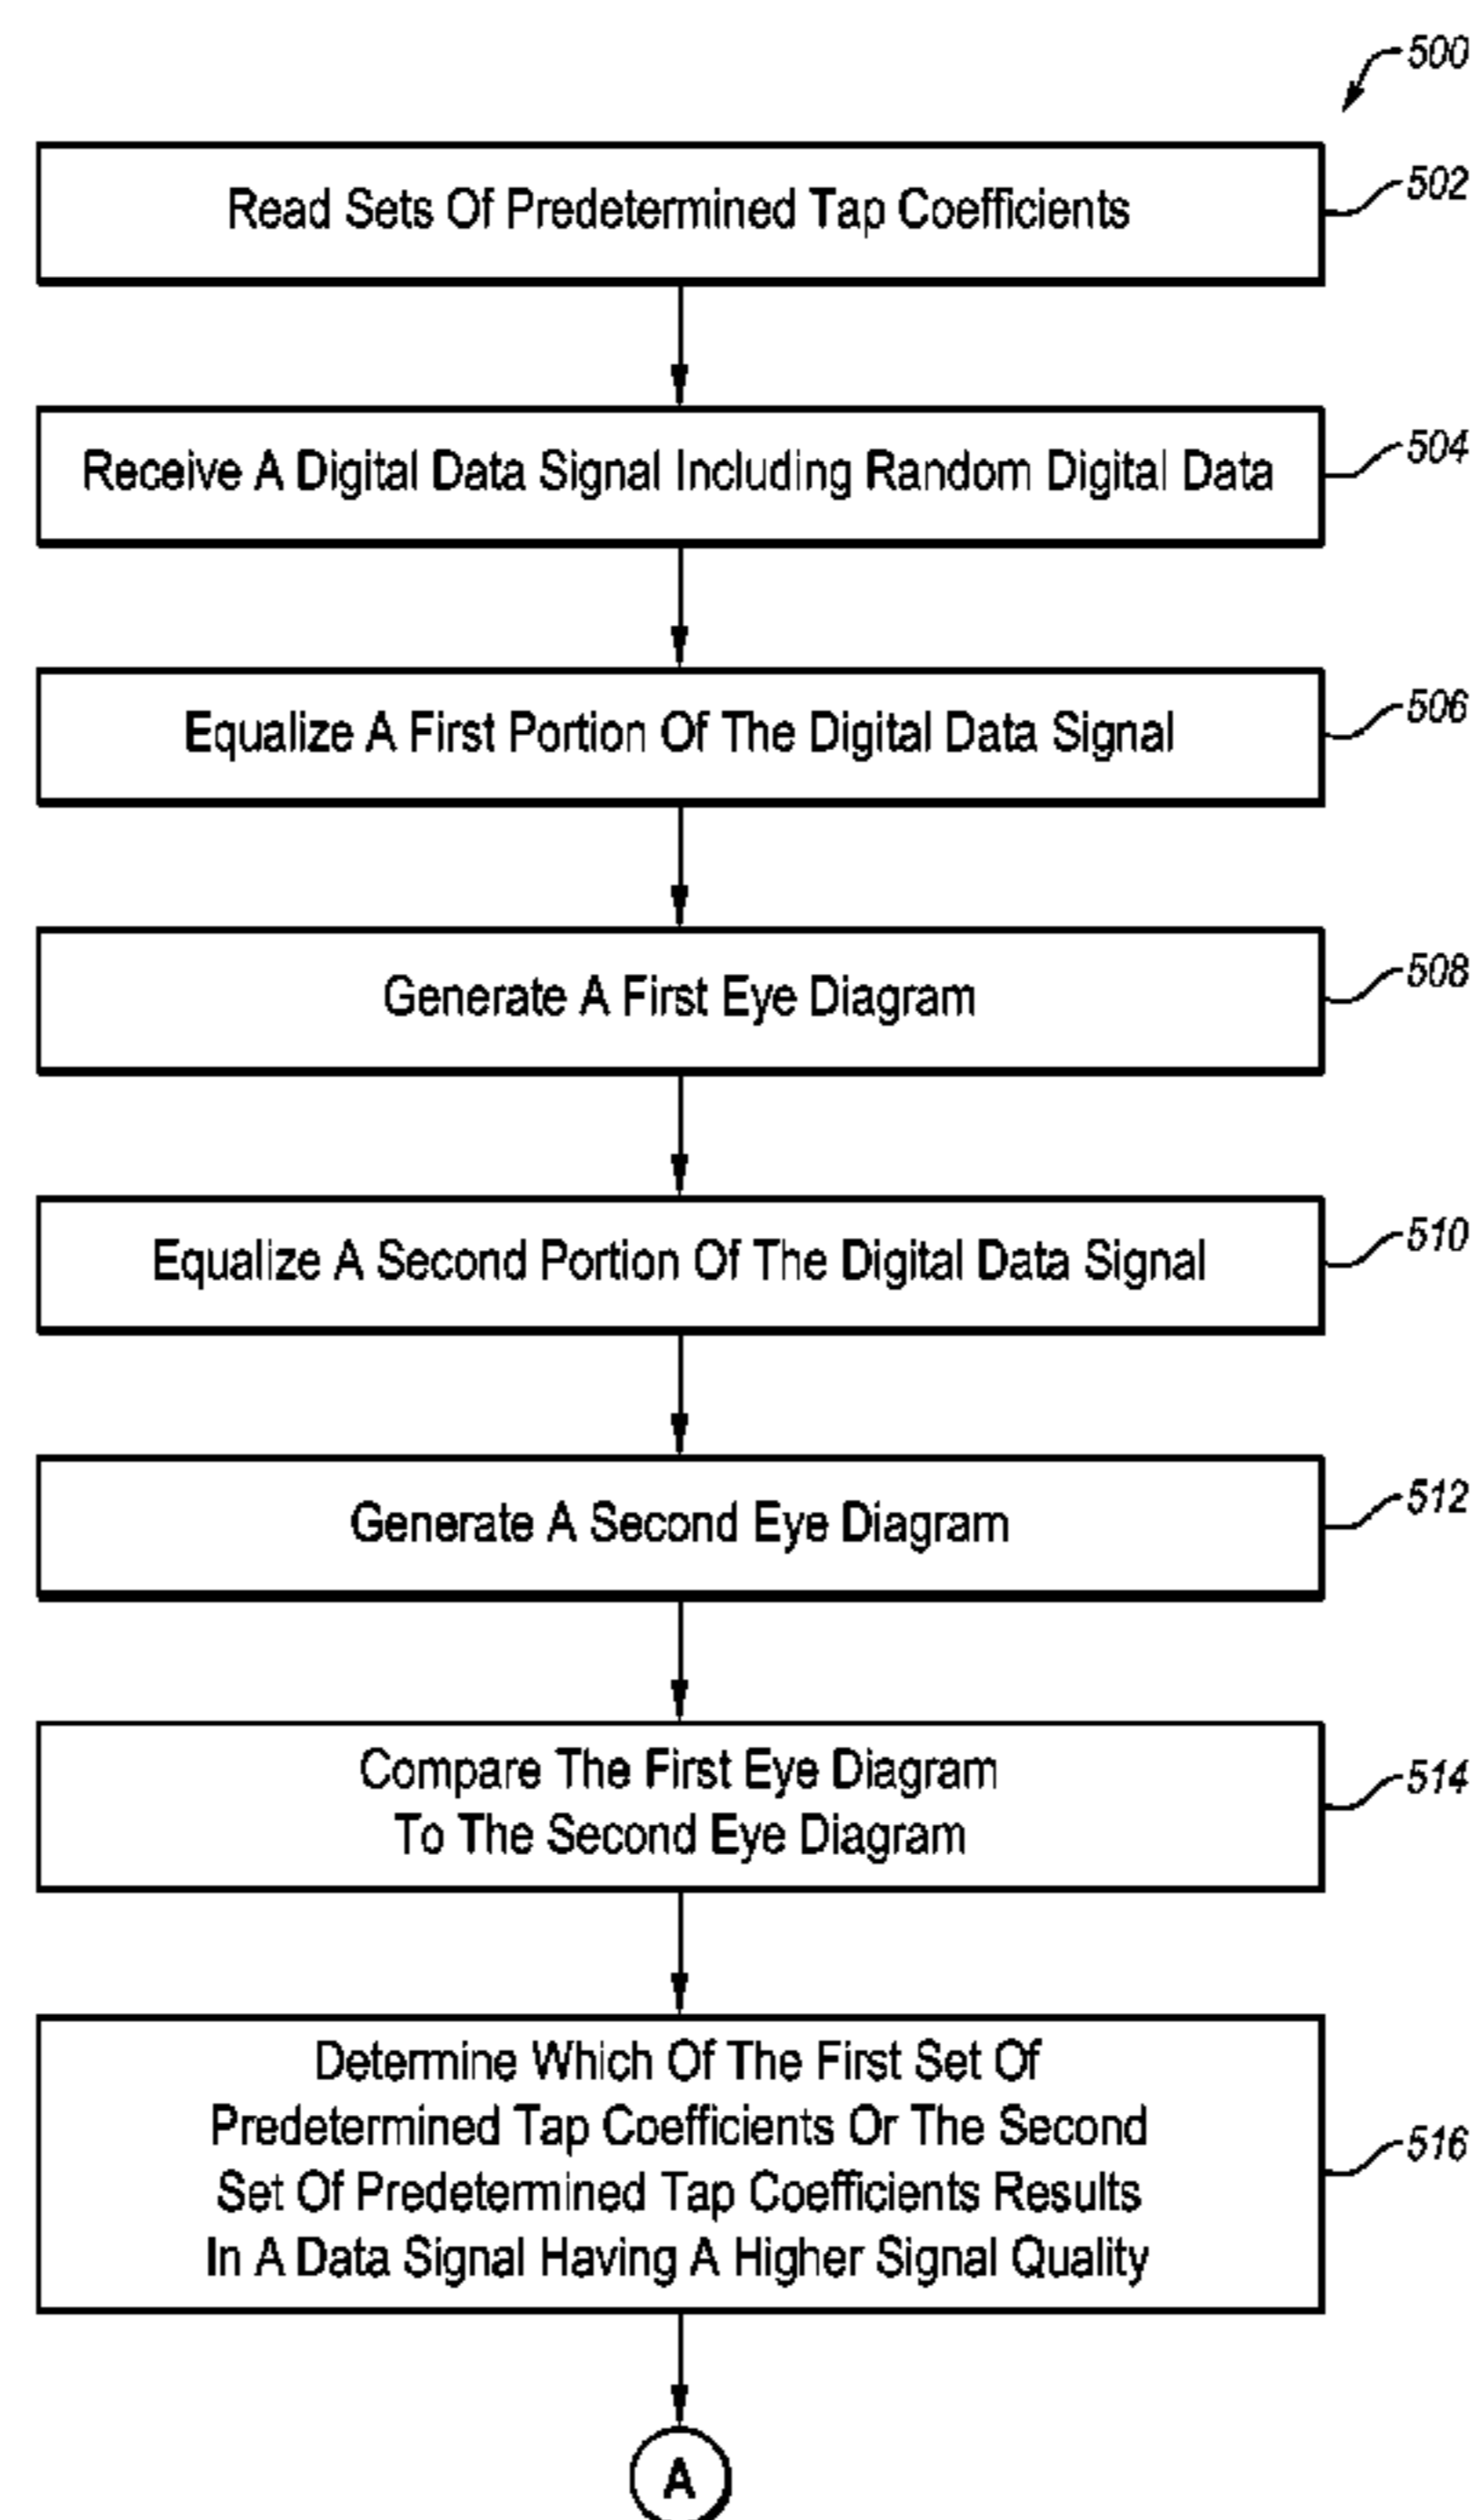 500
Read Sets Of Predetermined Tap Coefficients
502
Receive A Digital Data Signal Including Random Digital Data
504
Equalize A First Portion Of The Digital Data Signal
506
Generate A First Eye Diagram
508
Equalize A Second Portion Of The Digital Data Signal
510
Generate A Second Eye Diagram
512
Compare The First Eye Diagram
To The Second Eye Diagram
514
Determine Which Of The First Set Of
Predetermined Tap Coefficients Or The Second
Set Of Predetermined Tap Coefficients Results
In A Data Signal Having A Higher Signal Quality
516
A